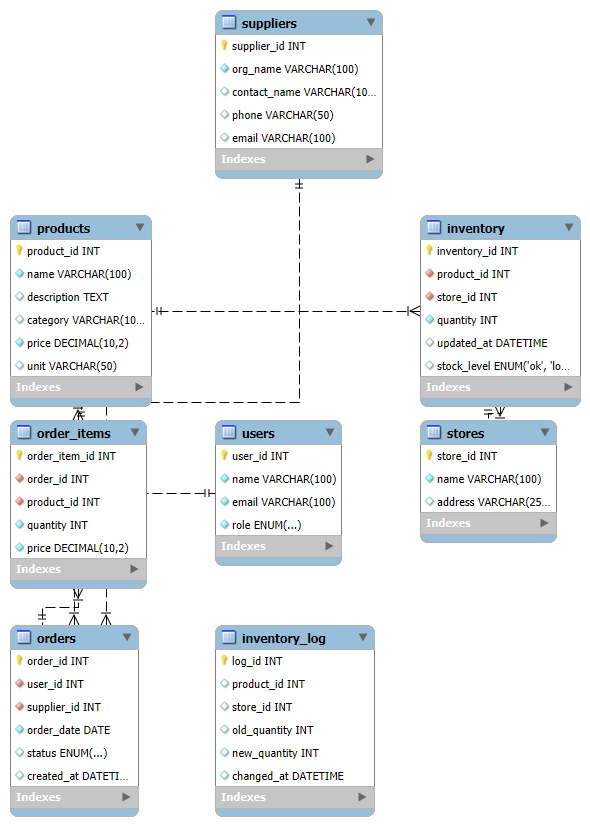 suppliers
supplier_id INT
org_name VARCHAR(100)
contact_name VARCHAR(10...
phone VARCHAR(50)
email VARCHAR(100)
Indexes
products
product_id INT
name VARCHAR(100)
description TEXT
category VARCHAR(10...
price DECIMAL(10,2)
unit VARCHAR(50)
Indexes
inventory
inventory_id INT
product_id INT
store_id INT
quantity INT
updated_at DATETIME
stock_level ENUM('ok', 'lo...
Indexes
order_items
order_item_id INT
order_id INT
product_id INT
quantity INT
price DECIMAL(10,2)
Indexes
users
user_id INT
name VARCHAR(100)
email VARCHAR(100)
role ENUM(...)
Indexes
stores
store_id INT
name VARCHAR(100)
address VARCHAR(25...
Indexes
orders
order_id INT
user_id INT
supplier_id INT
order_date DATE
status ENUM(...)
created_at DATETI...
Indexes
inventory_log
log_id INT
product_id INT
store_id INT
old_quantity INT
new_quantity INT
changed_at DATETIME
Indexes